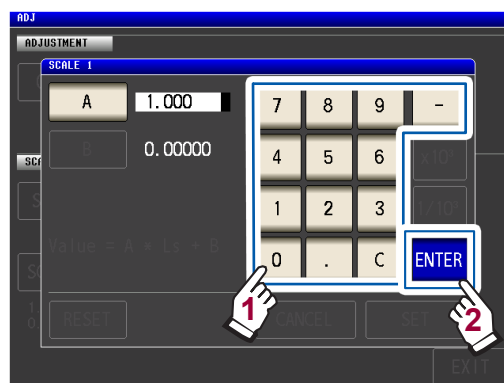 ADJ
ADJUSTMENT
SCALE 1
A 1.000
B 0.00000
7 8 9 -
4 5 6 x10³
1 2 3 1/10³
0 . C ENTER
Value = A * Ls + B
1 2
RESET CANCEL SET
EXIT